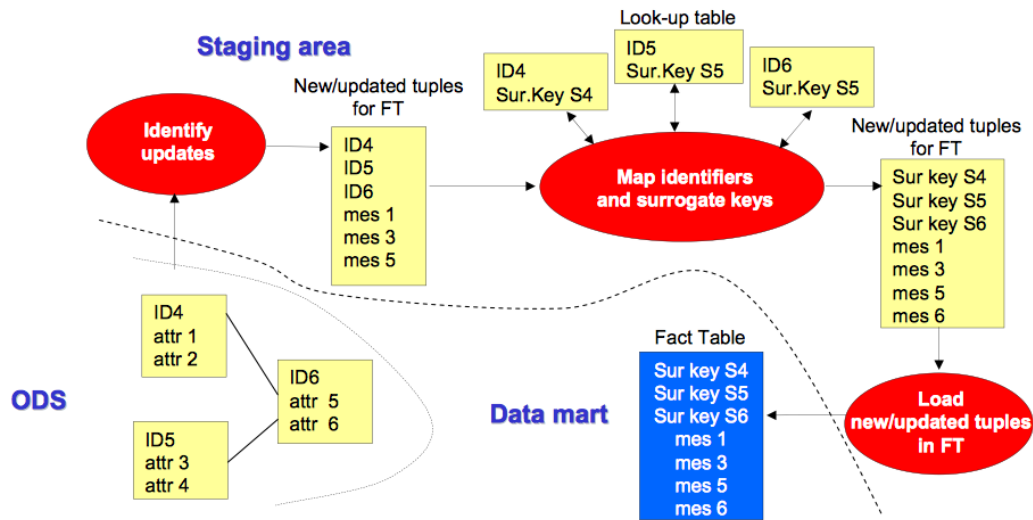 Staging area
Look-up table
ID4
Sur.Key S4
ID5
Sur.Key S5
ID6
Sur.Key S5
New/updated tuples
for FT
Identify
updates
ID4
ID5
ID6
mes 1
mes 3
mes 5
Map identifiers
and surrogate keys
New/updated tuples
for FT
Sur key S4
Sur key S5
Sur key S6
mes 1
mes 3
mes 5
mes 6
ODS
ID4
attr 1
attr 2
ID6
attr 5
attr 6
ID5
attr 3
attr 4
Data mart
Fact Table
Sur key S4
Sur key S5
Sur key S6
mes 1
mes 3
mes 5
mes 6
Load
new/updated tuples
in FT